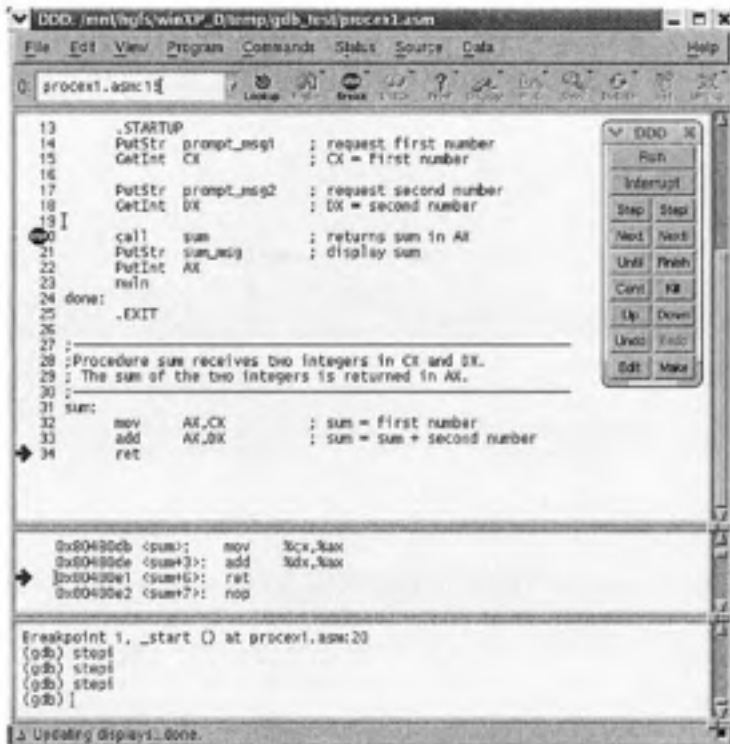 DDD: /mnt/hgfs/winXP_D/temp/gdb_test/procex1.asm
File Edit View Program Commands Status Source Data Help
(): procex1.asm:19
Lookup Break
13 .STARTUP
14 PutStr prompt_msg1 ; request first number
15 GetInt CX ; CX = first number
16
17 PutStr prompt_msg2 ; request second number
18 GetInt DX ; DX = second number
19
20 call sum ; returns sum in AX
21 PutStr sum_msg ; display sum
22 PutInt AX
23 nwln
24 done:
25 .EXIT
26
27 ;
28 ;Procedure sum receives two integers in CX and DX.
29 ; The sum of the two integers is returned in AX.
30 ;
31 sum:
32 mov AX,CX ; sum = first number
33 add AX,DX ; sum = sum + second number
34 ret
DDD
Run
Interrupt
Step Stepi
Next Nexti
Until Finish
Cont Kill
Up Down
Undo Redo
Edit Make
0x80480db <sum>: mov %cx,%ax
0x80480de <sum+3>: add %dx,%ax
0x80480e1 <sum+6>: ret
0x80480e2 <sum+7>: nop
Breakpoint 1, _start () at procex1.asm:20
(gdb) stepi
(gdb) stepi
(gdb) stepi
(gdb)
Updating displays...done.